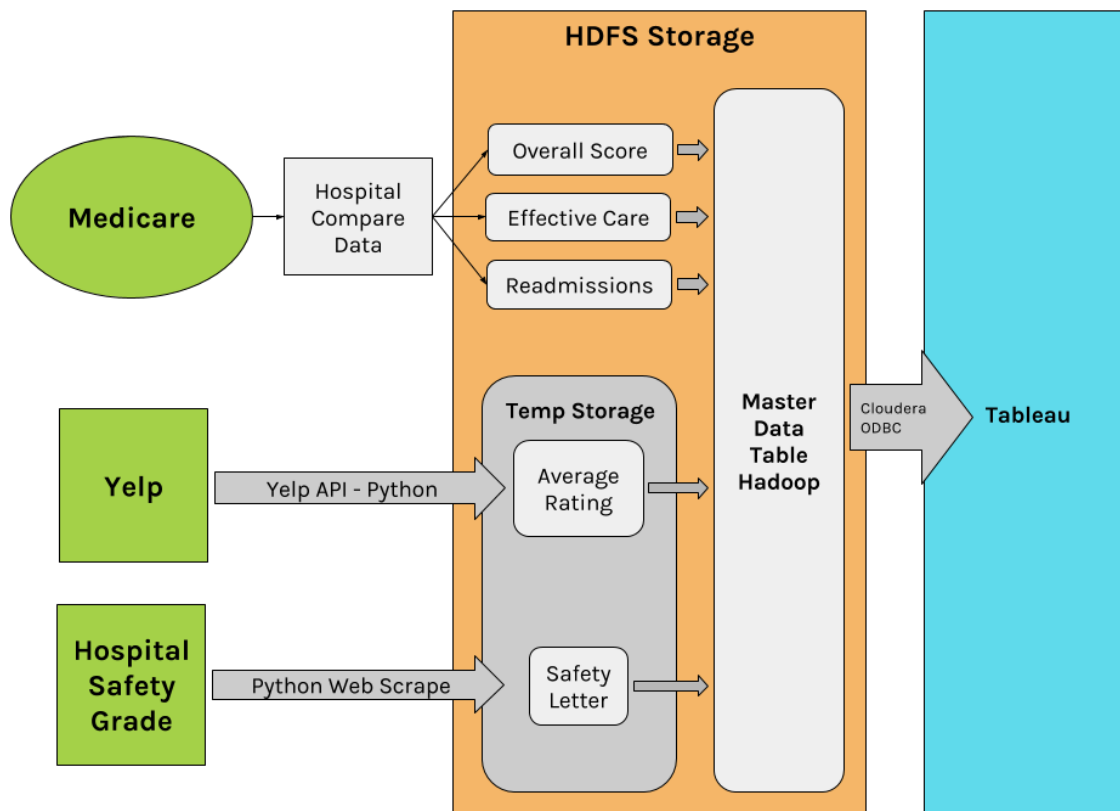 HDFS Storage
Medicare
Hospital
Compare
Data
Overall Score
Effective Care
Readmissions
Yelp
Yelp API - Python
Temp Storage
Average
Rating
Hospital
Safety
Grade
Python Web Scrape
Safety
Letter
Master
Data
Table
Hadoop
Cloudera
ODBC
Tableau